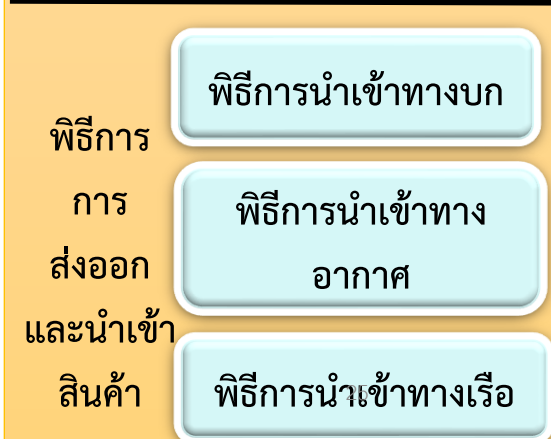 พิธีการ
การ
ส่งออก
และนำเข้า
สินค้า
พิธีการนำเข้าทางบก
พิธีการนำเข้าทาง
อากาศ
พิธีการนำเข้าทางเรือ
25